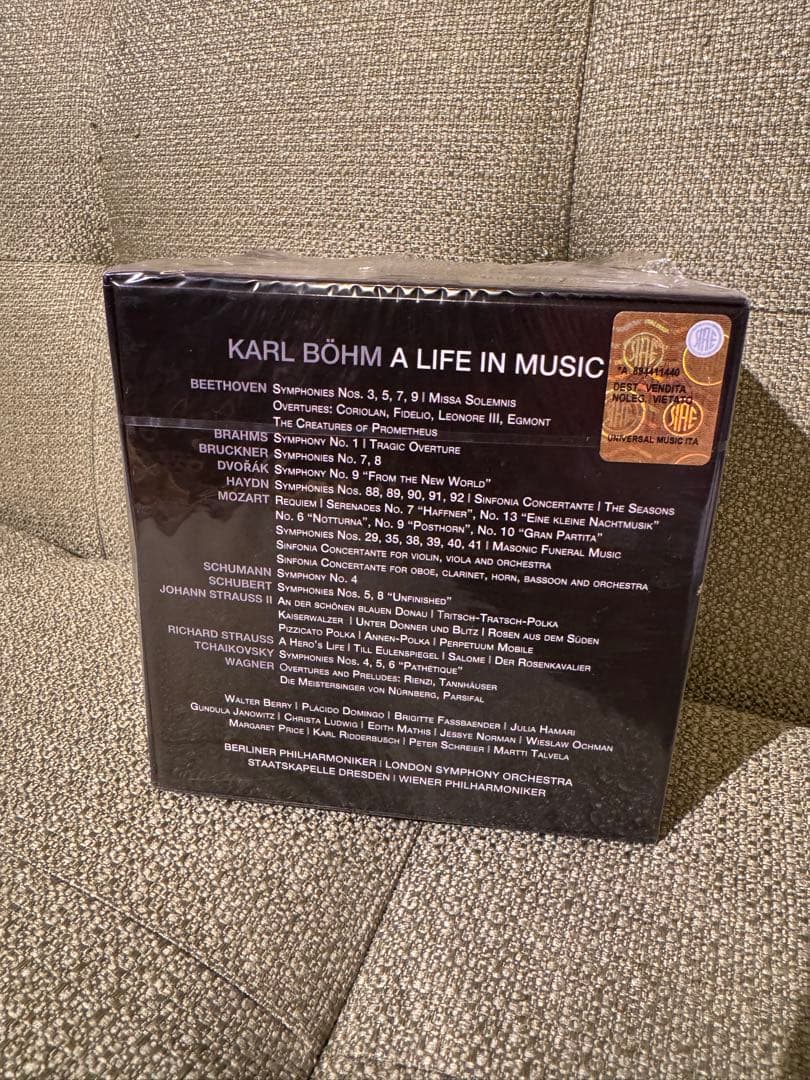 KARL BÖHM A LIFE IN MUSIC
BEETHOVEN SYMPHONIES NOS. 3, 5, 7, 9 | MISSA SOLEMNIS
OVERTURES: CORIOLAN, FIDELIO, LEONORE III, EGMONT
THE CREATURES OF PROMETHEUS
BRAHMS SYMPHONY NO. 1 | TRAGIC OVERTURE
BRUCKNER SYMPHONIES NO. 7, 8
DVOŘÁK SYMPHONY NO. 9 "FROM THE NEW WORLD"
HAYDN SYMPHONIES NOS. 88, 89, 90, 91, 92 | SINFONIA CONCERTANTE | THE SEASONS
MOZART REQUIEM | SERENADES NO. 7 "HAFFNER", NO. 13 "EINE KLEINE NACHTMUSIK"
NO. 6 "NOTTURNA", NO. 9 "POSTHORN", NO. 10 "GRAN PARTITA"
SYMPHONIES NOS. 29, 35, 38, 39, 40, 41 | MASONIC FUNERAL MUSIC
SINFONIA CONCERTANTE FOR VIOLIN, VIOLA AND ORCHESTRA
SINFONIA CONCERTANTE FOR OBOE, CLARINET, HORN, BASSOON AND ORCHESTRA
SCHUMANN SYMPHONY NO. 4
SCHUBERT SYMPHONIES NOS. 5, 8 "UNFINISHED"
JOHANN STRAUSS II AN DER SCHÖNEN BLAUEN DONAU | TRITSCH-TRATSCH-POLKA
KAISERWALZER | UNTER DONNER UND BLITZ | ROSEN AUS DEM SÜDEN
PIZZICATO POLKA | ANNEN-POLKA | PERPETUUM MOBILE
RICHARD STRAUSS A HERO'S LIFE | TILL EULENSPIEGEL | SALOME | DER ROSENKAVALIER
TCHAIKOVSKY SYMPHONIES NOS. 4, 5, 6 "PATHÉTIQUE"
WAGNER OVERTURES AND PRELUDES: RIENZI, TANNHÄUSER
DIE MEISTERSINGER VON NÜRNBERG, PARSIFAL
WALTER BERRY | PLÁCIDO DOMINGO | BRIGITTE FASSBAENDER | JULIA HAMARI
GUNDULA JANOWITZ | CHRISTA LUDWIG | EDITH MATHIS | JESSYE NORMAN | WIESLAW OCHMAN
MARGARET PRICE | KARL RIDDERBUSCH | PETER SCHREIER | MARTTI TALVELA
BERLINER PHILHARMONIKER | LONDON SYMPHONY ORCHESTRA
STAATSKAPELLE DRESDEN | WIENER PHILHARMONIKER
SIAE
SIAE
DEST. VENDITA
NOLEG. VIETATO
SIAE
UNIVERSAL MUSIC ITA